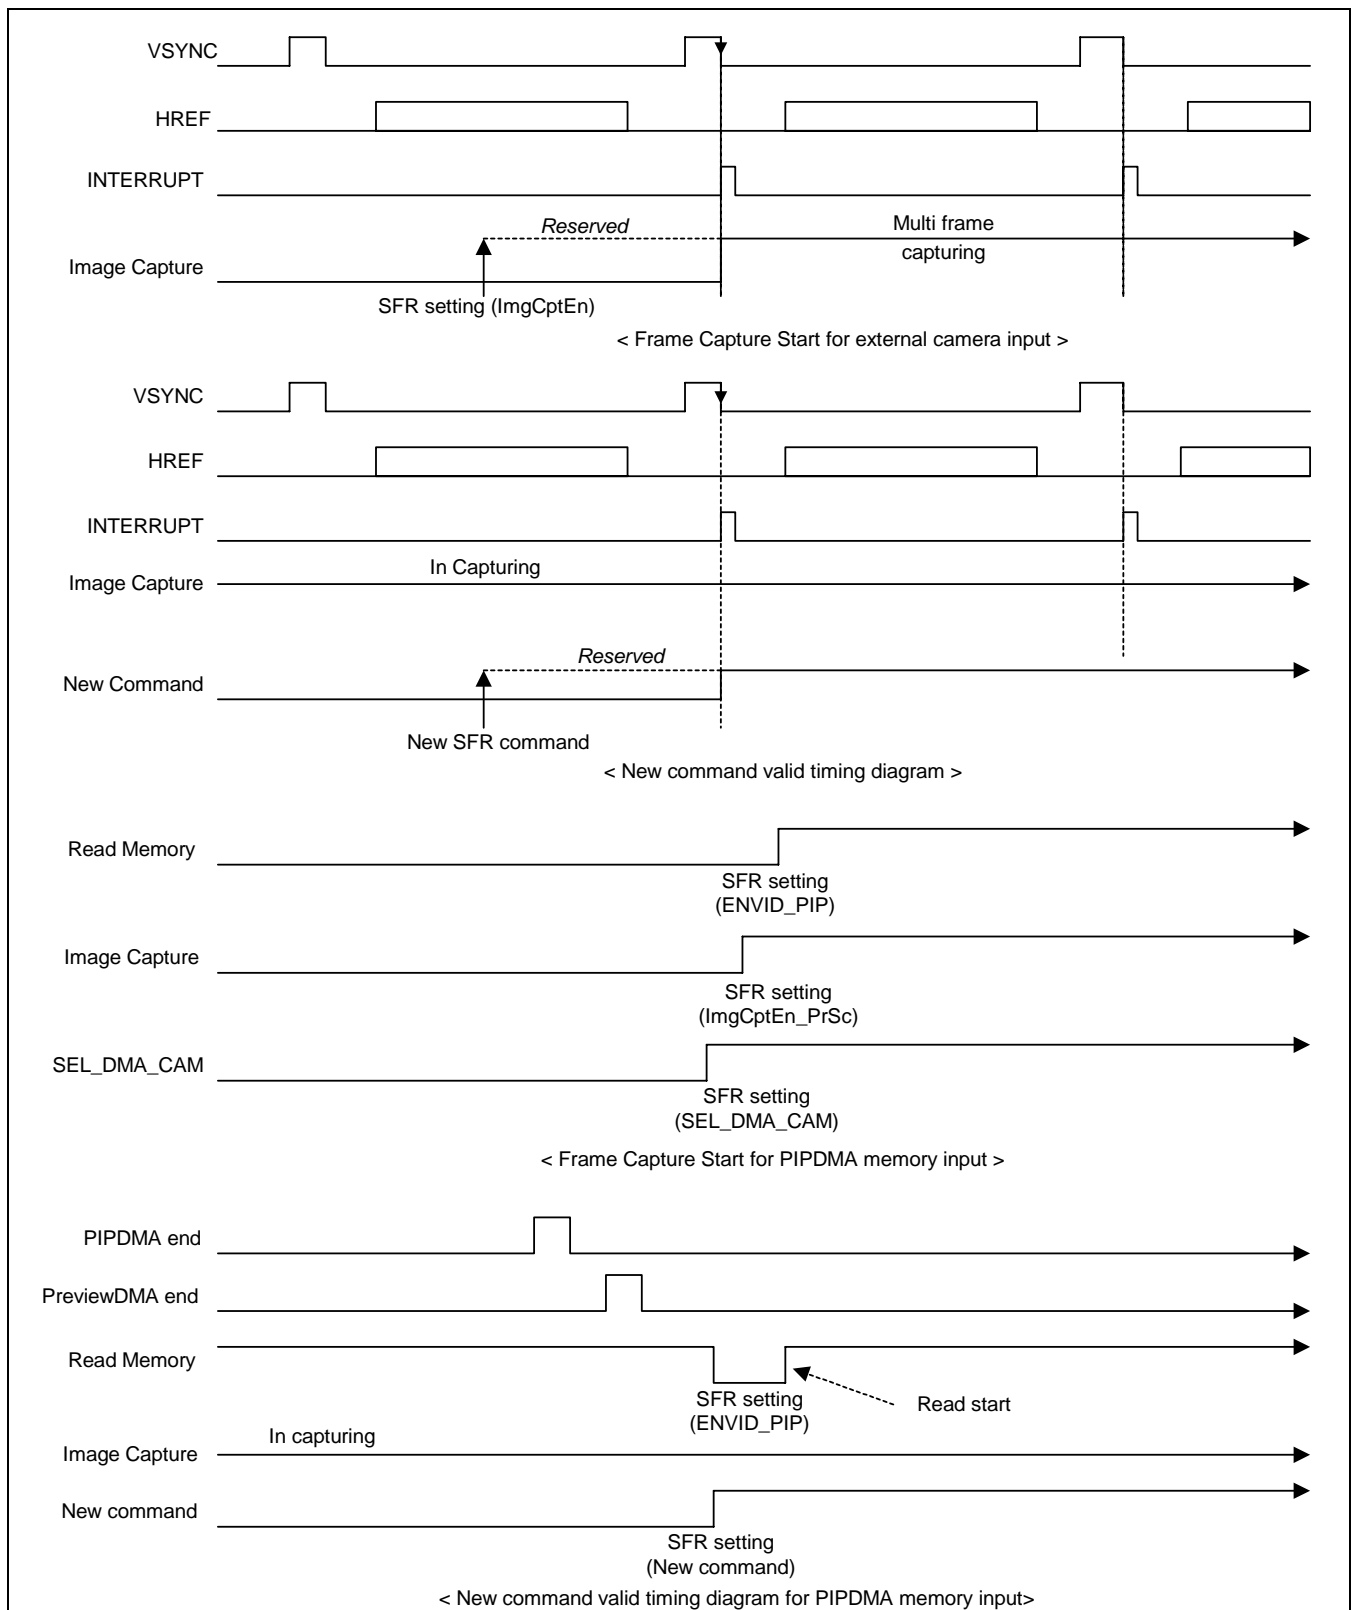 VSYNC
HREF
INTERRUPT
Reserved
Multi frame
capturing
Image Capture
SFR setting (ImgCptEn)
< Frame Capture Start for external camera input >
VSYNC
HREF
INTERRUPT
In Capturing
Image Capture
Reserved
New Command
New SFR command
< New command valid timing diagram >
Read Memory
SFR setting
(ENVID_PIP)
Image Capture
SFR setting
(ImgCptEn_PrSc)
SEL_DMA_CAM
SFR setting
(SEL_DMA_CAM)
< Frame Capture Start for PIPDMA memory input >
PIPDMA end
PreviewDMA end
Read Memory
SFR setting
(ENVID_PIP)
Read start
In capturing
Image Capture
New command
SFR setting
(New command)
< New command valid timing diagram for PIPDMA memory input>